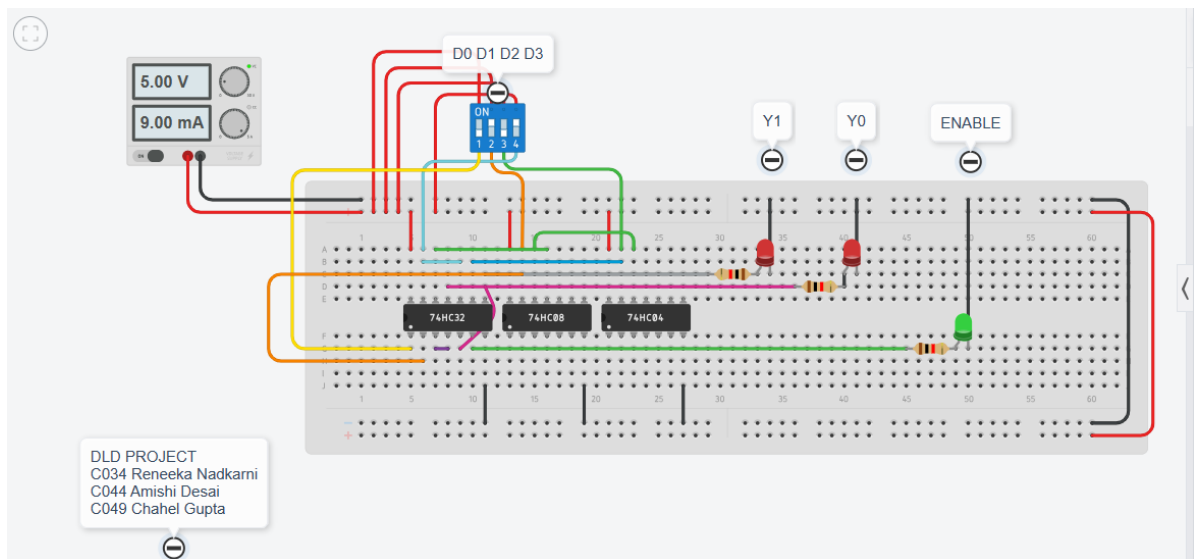 D0 D1 D2 D3
5.00 V
9.00 mA
ON
1 2 3 4
Y1
Y0
ENABLE
1 5 10 15 20 25 30 35 40 45 50 55 60
A
B
C
D
E
74HC32
74HC08
74HC04
F
G
H
I
J
1 5 10 15 20 25 30 35 40 45 50 55 60
DLD PROJECT
C034 Reneeka Nadkarni
C044 Amishi Desai
C049 Chahel Gupta